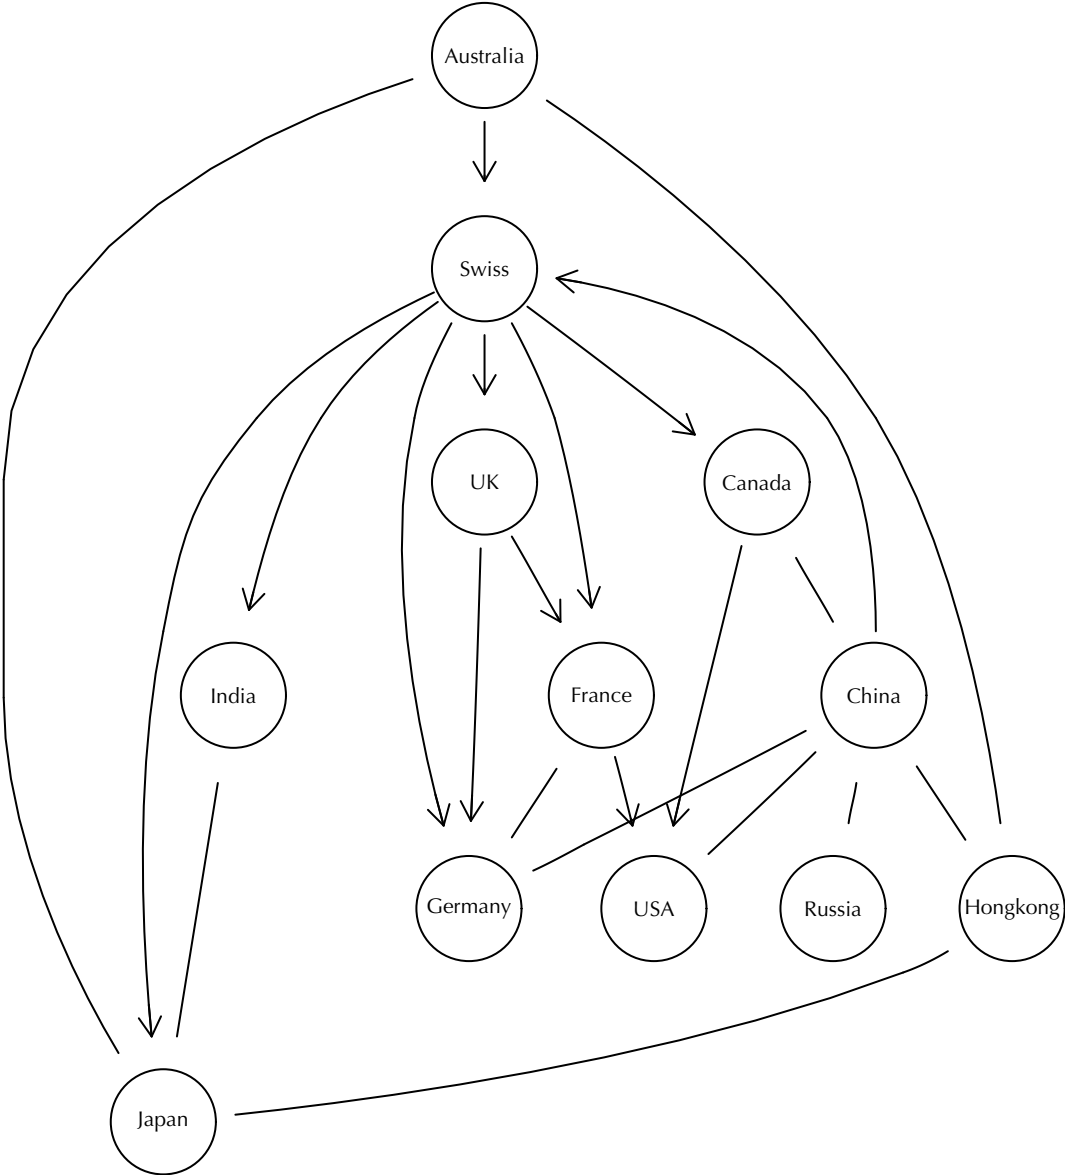 Australia
Swiss
UK
Canada
India
France
China
Germany
USA
Russia
Hongkong
Japan